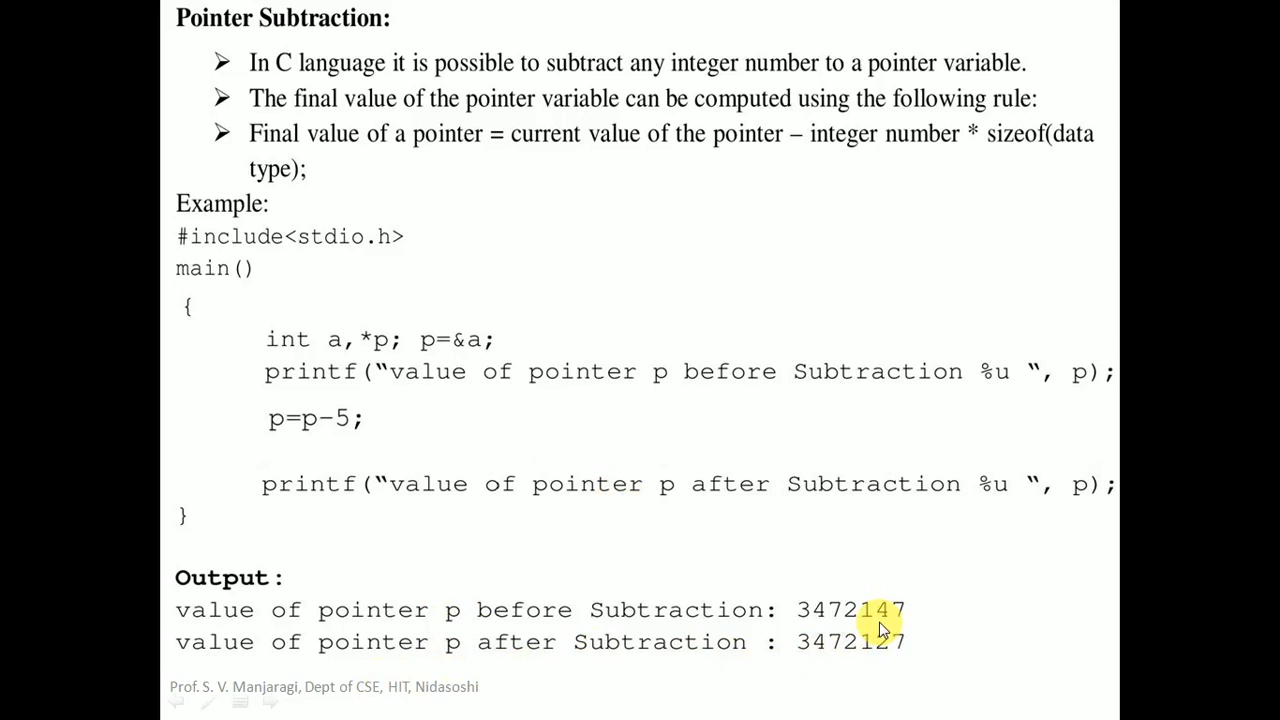 Pointer Subtraction:
➢ In C language it is possible to subtract any integer number to a pointer variable.
➢ The final value of the pointer variable can be computed using the following rule:
➢ Final value of a pointer = current value of the pointer – integer number * sizeof(data
type);
Example:
#include<stdio.h>
main()
{
int a,*p; p=&a;
printf(“value of pointer p before Subtraction %u “, p);
p=p-5;
printf(“value of pointer p after Subtraction %u “, p);
}
Output:
value of pointer p before Subtraction: 3472147
value of pointer p after Subtraction : 3472127
Prof. S. V. Manjaragi, Dept of CSE, HIT, Nidasoshi